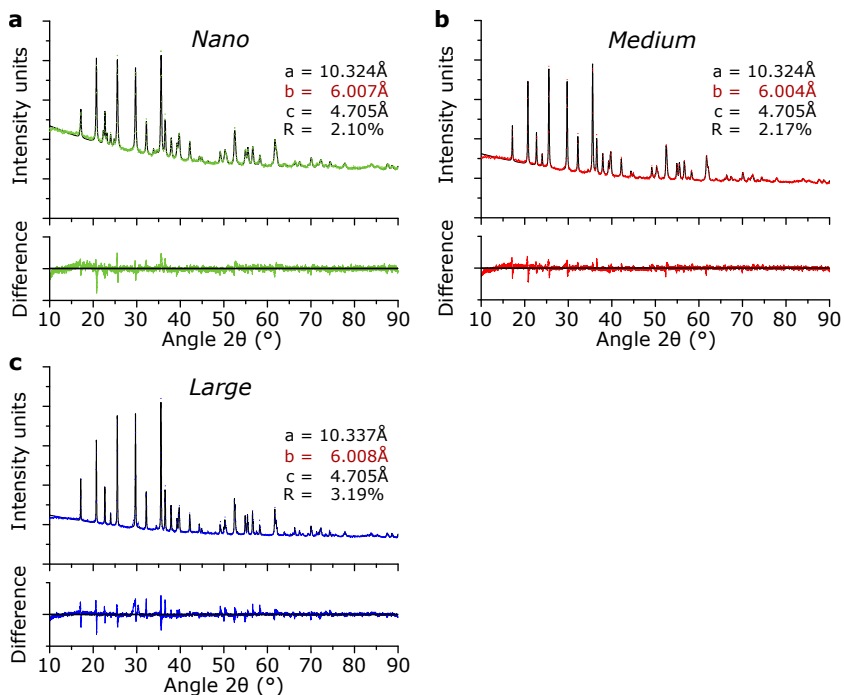 a
Nano
Intensity units
a = 10.324Å
b = 6.007Å
c = 4.705Å
R = 2.10%
Difference
10 20 30 40 50 60 70 80 90
Angle 2θ (°)
b
Medium
Intensity units
a = 10.324Å
b = 6.004Å
c = 4.705Å
R = 2.17%
Difference
10 20 30 40 50 60 70 80 90
Angle 2θ (°)
c
Large
Intensity units
a = 10.337Å
b = 6.008Å
c = 4.705Å
R = 3.19%
Difference
10 20 30 40 50 60 70 80 90
Angle 2θ (°)